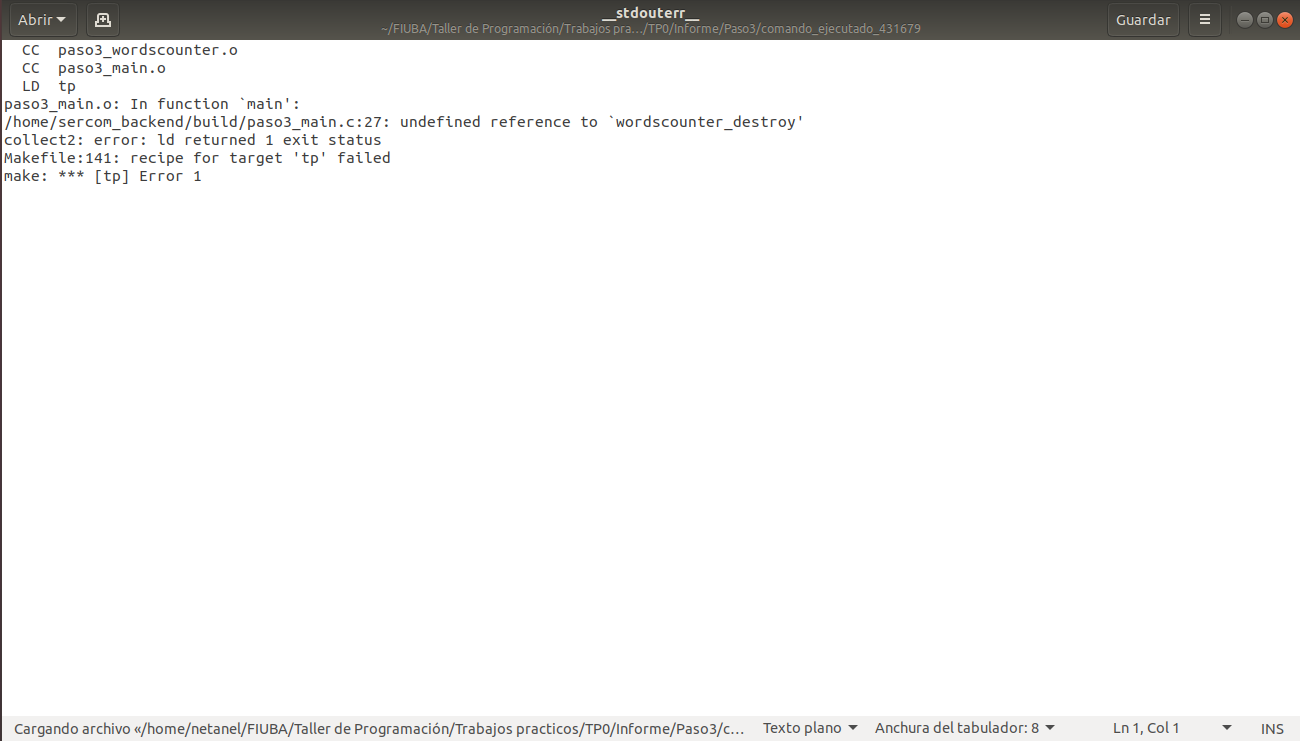 Abrir
__stdouterr__
~/FIUBA/Taller de Programación/Trabajos pra…/TP0/Informe/Paso3/comando_ejecutado_431679
Guardar
  CC  paso3_wordscounter.o
  CC  paso3_main.o
  LD  tp
paso3_main.o: In function `main':
/home/sercom_backend/build/paso3_main.c:27: undefined reference to `wordscounter_destroy'
collect2: error: ld returned 1 exit status
Makefile:141: recipe for target 'tp' failed
make: *** [tp] Error 1
Cargando archivo «/home/netanel/FIUBA/Taller de Programación/Trabajos practicos/TP0/Informe/Paso3/c… Texto plano Anchura del tabulador: 8 Ln 1, Col 1 INS